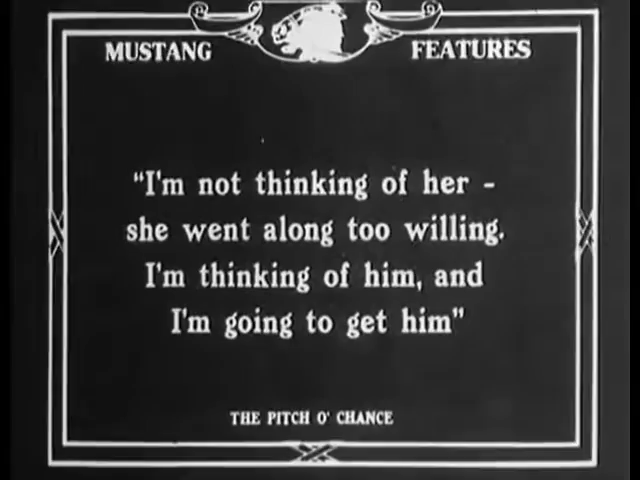 MUSTANG FEATURES
"I'm not thinking of her -
she went along too willing.
I'm thinking of him, and
I'm going to get him"
THE PITCH O' CHANCE